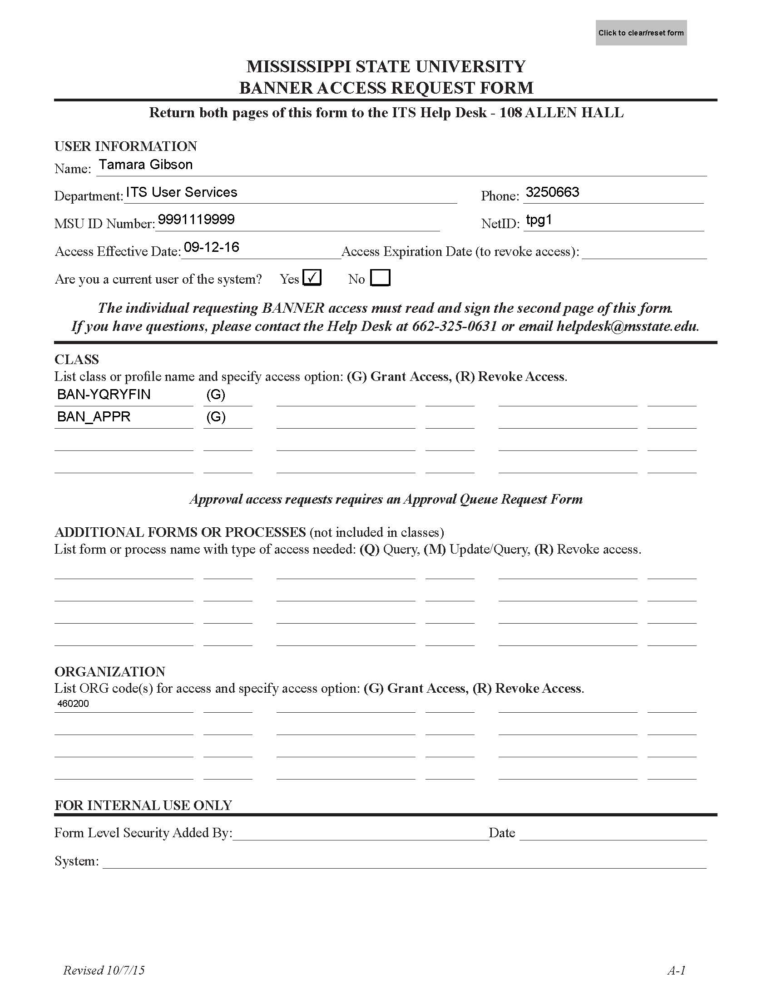 Click to clear/reset form
MISSISSIPPI STATE UNIVERSITY
BANNER ACCESS REQUEST FORM
Return both pages of this form to the ITS Help Desk - 108 ALLEN HALL
USER INFORMATION
Name: Tamara Gibson
Department: ITS User Services Phone: 3250663
MSU ID Number: 9991119999 NetID: tpg1
Access Effective Date: 09-12-16 Access Expiration Date (to revoke access):
Are you a current user of the system? Yes ✓ No
The individual requesting BANNER access must read and sign the second page of this form.
If you have questions, please contact the Help Desk at 662-325-0631 or email helpdesk@msstate.edu.
CLASS
List class or profile name and specify access option: (G) Grant Access, (R) Revoke Access.
BAN-YQRYFIN (G)
BAN_APPR (G)
Approval access requests requires an Approval Queue Request Form
ADDITIONAL FORMS OR PROCESSES (not included in classes)
List form or process name with type of access needed: (Q) Query, (M) Update/Query, (R) Revoke access.
ORGANIZATION
List ORG code(s) for access and specify access option: (G) Grant Access, (R) Revoke Access.
460200
FOR INTERNAL USE ONLY
Form Level Security Added By: Date
System:
Revised 10/7/15 A-1